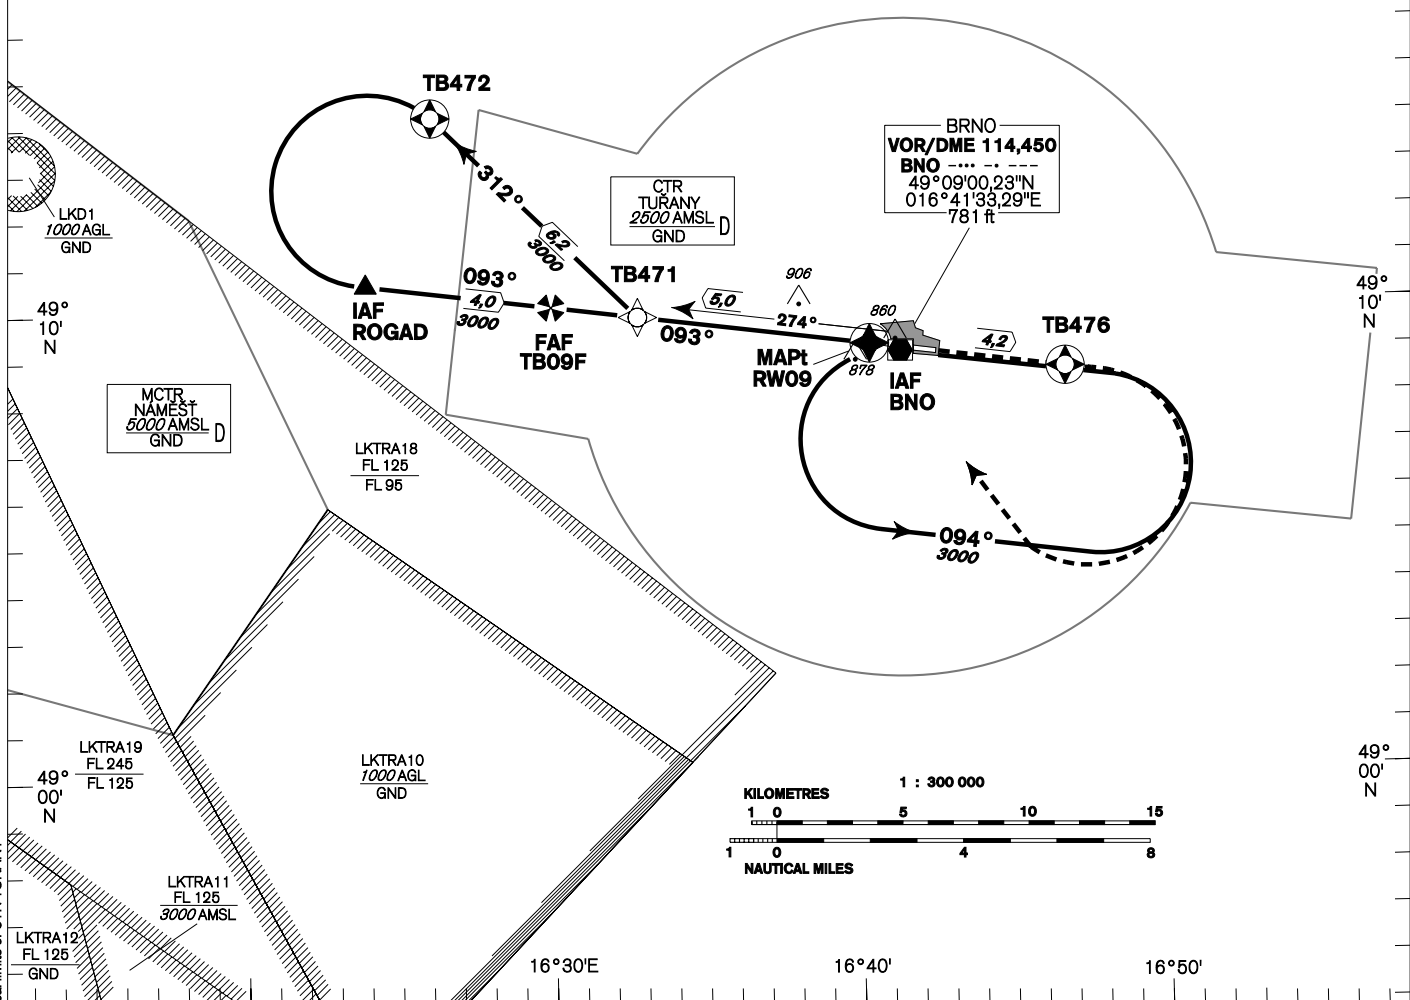 TB472
BRNO
VOR/DME 114,450
BNO
49°09'00,23"N
016°41'33,29"E
781 ft
312°
CTR
TUŘANY
2500 AMSL
GND
D
LKD1
1000 AGL
GND
6,2
3000
TB471
906
093°
4,0
3000
5,0
274°
860
49°
10'
N
49°
10'
N
IAF
ROGAD
FAF
TB09F
093°
4,2
TB476
MAPt
RW09
878
IAF
BNO
MCTR
NÁMĚŠŤ
5000 AMSL
GND
D
LKTRA18
FL 125
FL 95
094°
3000
LKTRA19
FL 245
FL 125
49°
00'
N
LKTRA10
1000 AGL
GND
49°
00'
N
1 : 300 000
KILOMETRES
1 0 5 10 15
1 0 4 8
NAUTICAL MILES
LKTRA11
FL 125
3000 AMSL
LKTRA12
FL 125
GND
16°30'E
16°40'
16°50'